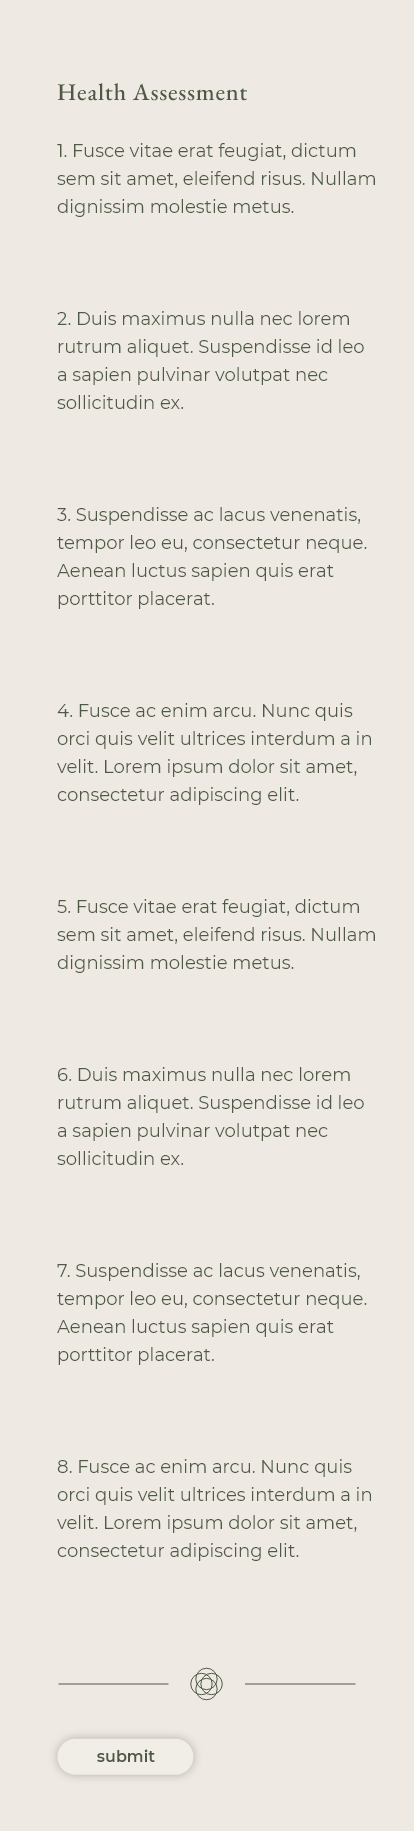 Health Assessment
1. Fusce vitae erat feugiat, dictum
sem sit amet, eleifend risus. Nullam
dignissim molestie metus.
2. Duis maximus nulla nec lorem
rutrum aliquet. Suspendisse id leo
a sapien pulvinar volutpat nec
sollicitudin ex.
3. Suspendisse ac lacus venenatis,
tempor leo eu, consectetur neque.
Aenean luctus sapien quis erat
porttitor placerat.
4. Fusce ac enim arcu. Nunc quis
orci quis velit ultrices interdum a in
velit. Lorem ipsum dolor sit amet,
consectetur adipiscing elit.
5. Fusce vitae erat feugiat, dictum
sem sit amet, eleifend risus. Nullam
dignissim molestie metus.
6. Duis maximus nulla nec lorem
rutrum aliquet. Suspendisse id leo
a sapien pulvinar volutpat nec
sollicitudin ex.
7. Suspendisse ac lacus venenatis,
tempor leo eu, consectetur neque.
Aenean luctus sapien quis erat
porttitor placerat.
8. Fusce ac enim arcu. Nunc quis
orci quis velit ultrices interdum a in
velit. Lorem ipsum dolor sit amet,
consectetur adipiscing elit.
submit